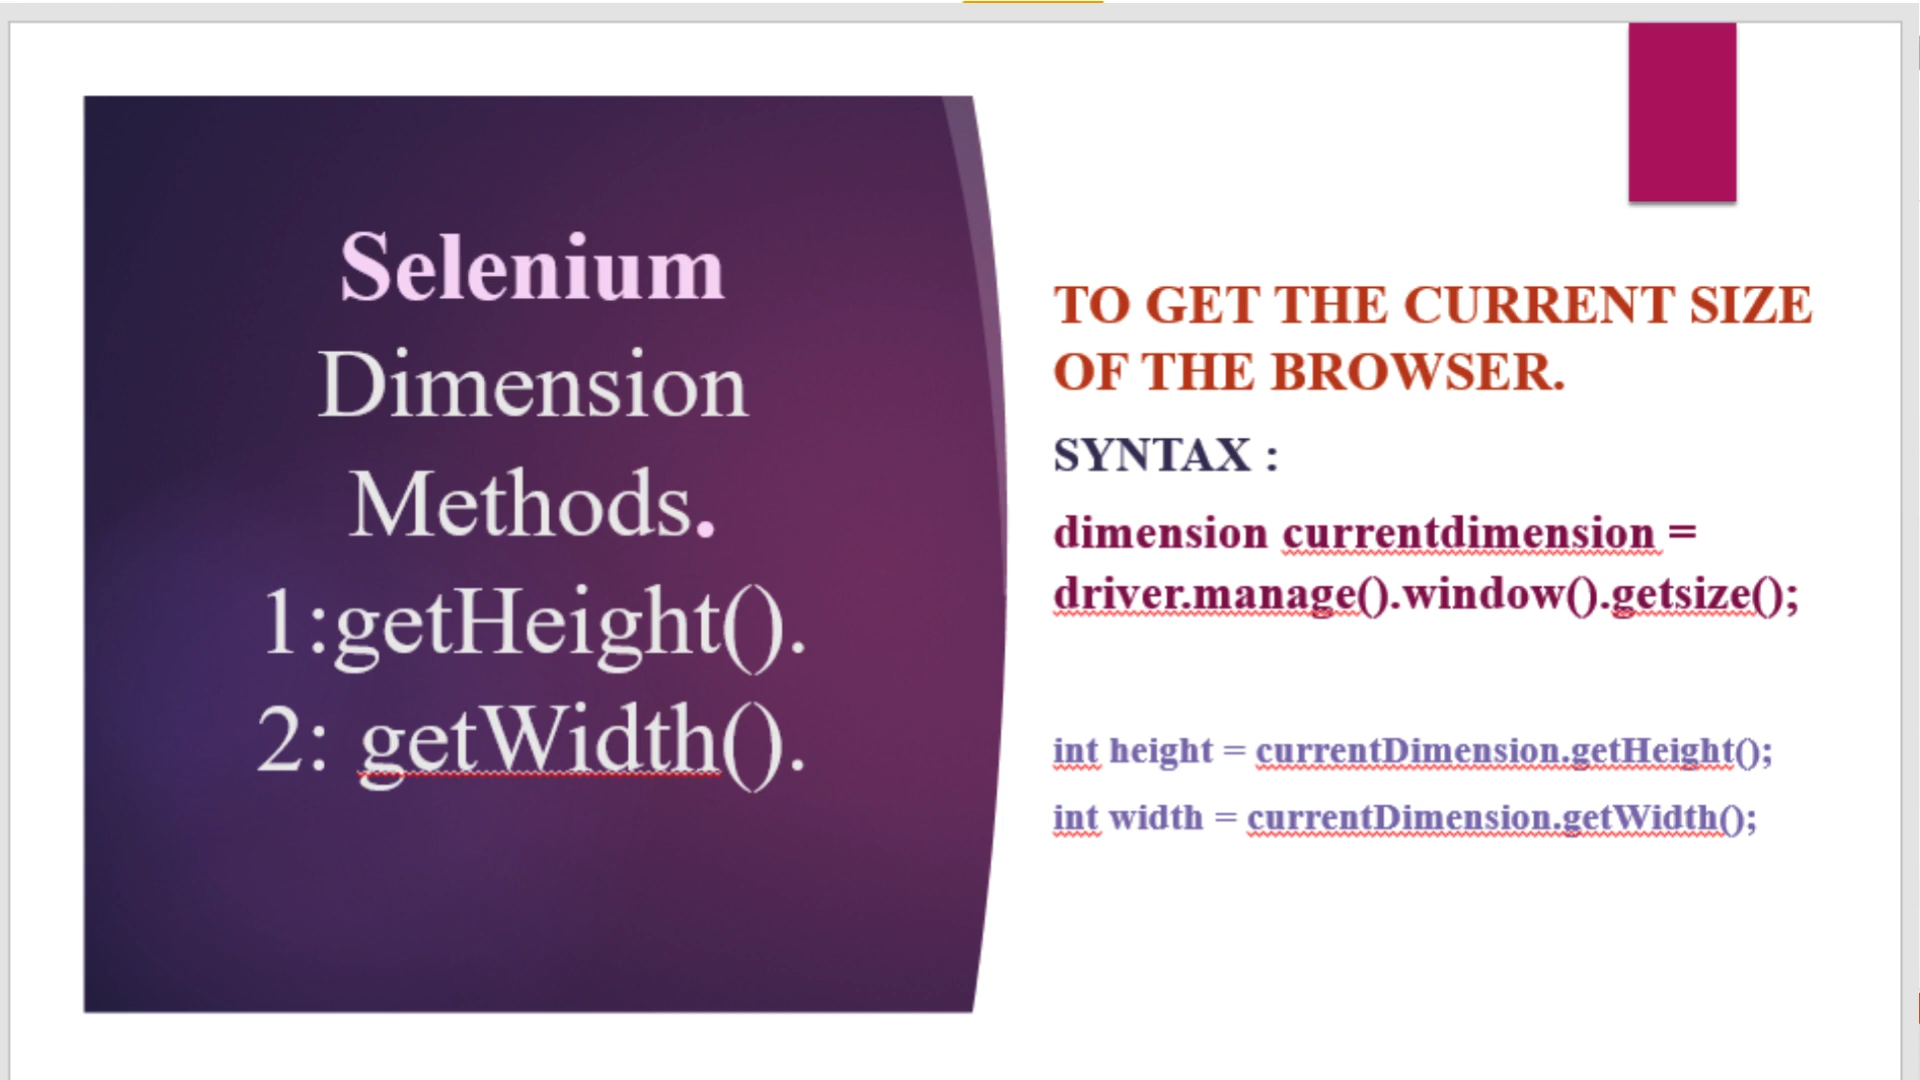 Selenium
Dimension
Methods.
1:getHeight().
2: getWidth().
TO GET THE CURRENT SIZE
OF THE BROWSER.
SYNTAX :
dimension currentdimension =
driver.manage().window().getsize();
int height = currentDimension.getHeight();
int width = currentDimension.getWidth();